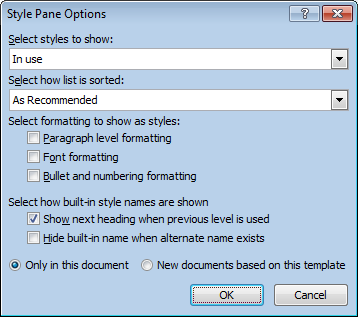 Style Pane Options
Select styles to show:
In use
Select how list is sorted:
As Recommended
Select formatting to show as styles:
Paragraph level formatting
Font formatting
Bullet and numbering formatting
Select how built-in style names are shown
Show next heading when previous level is used
Hide built-in name when alternate name exists
Only in this document New documents based on this template
OK Cancel